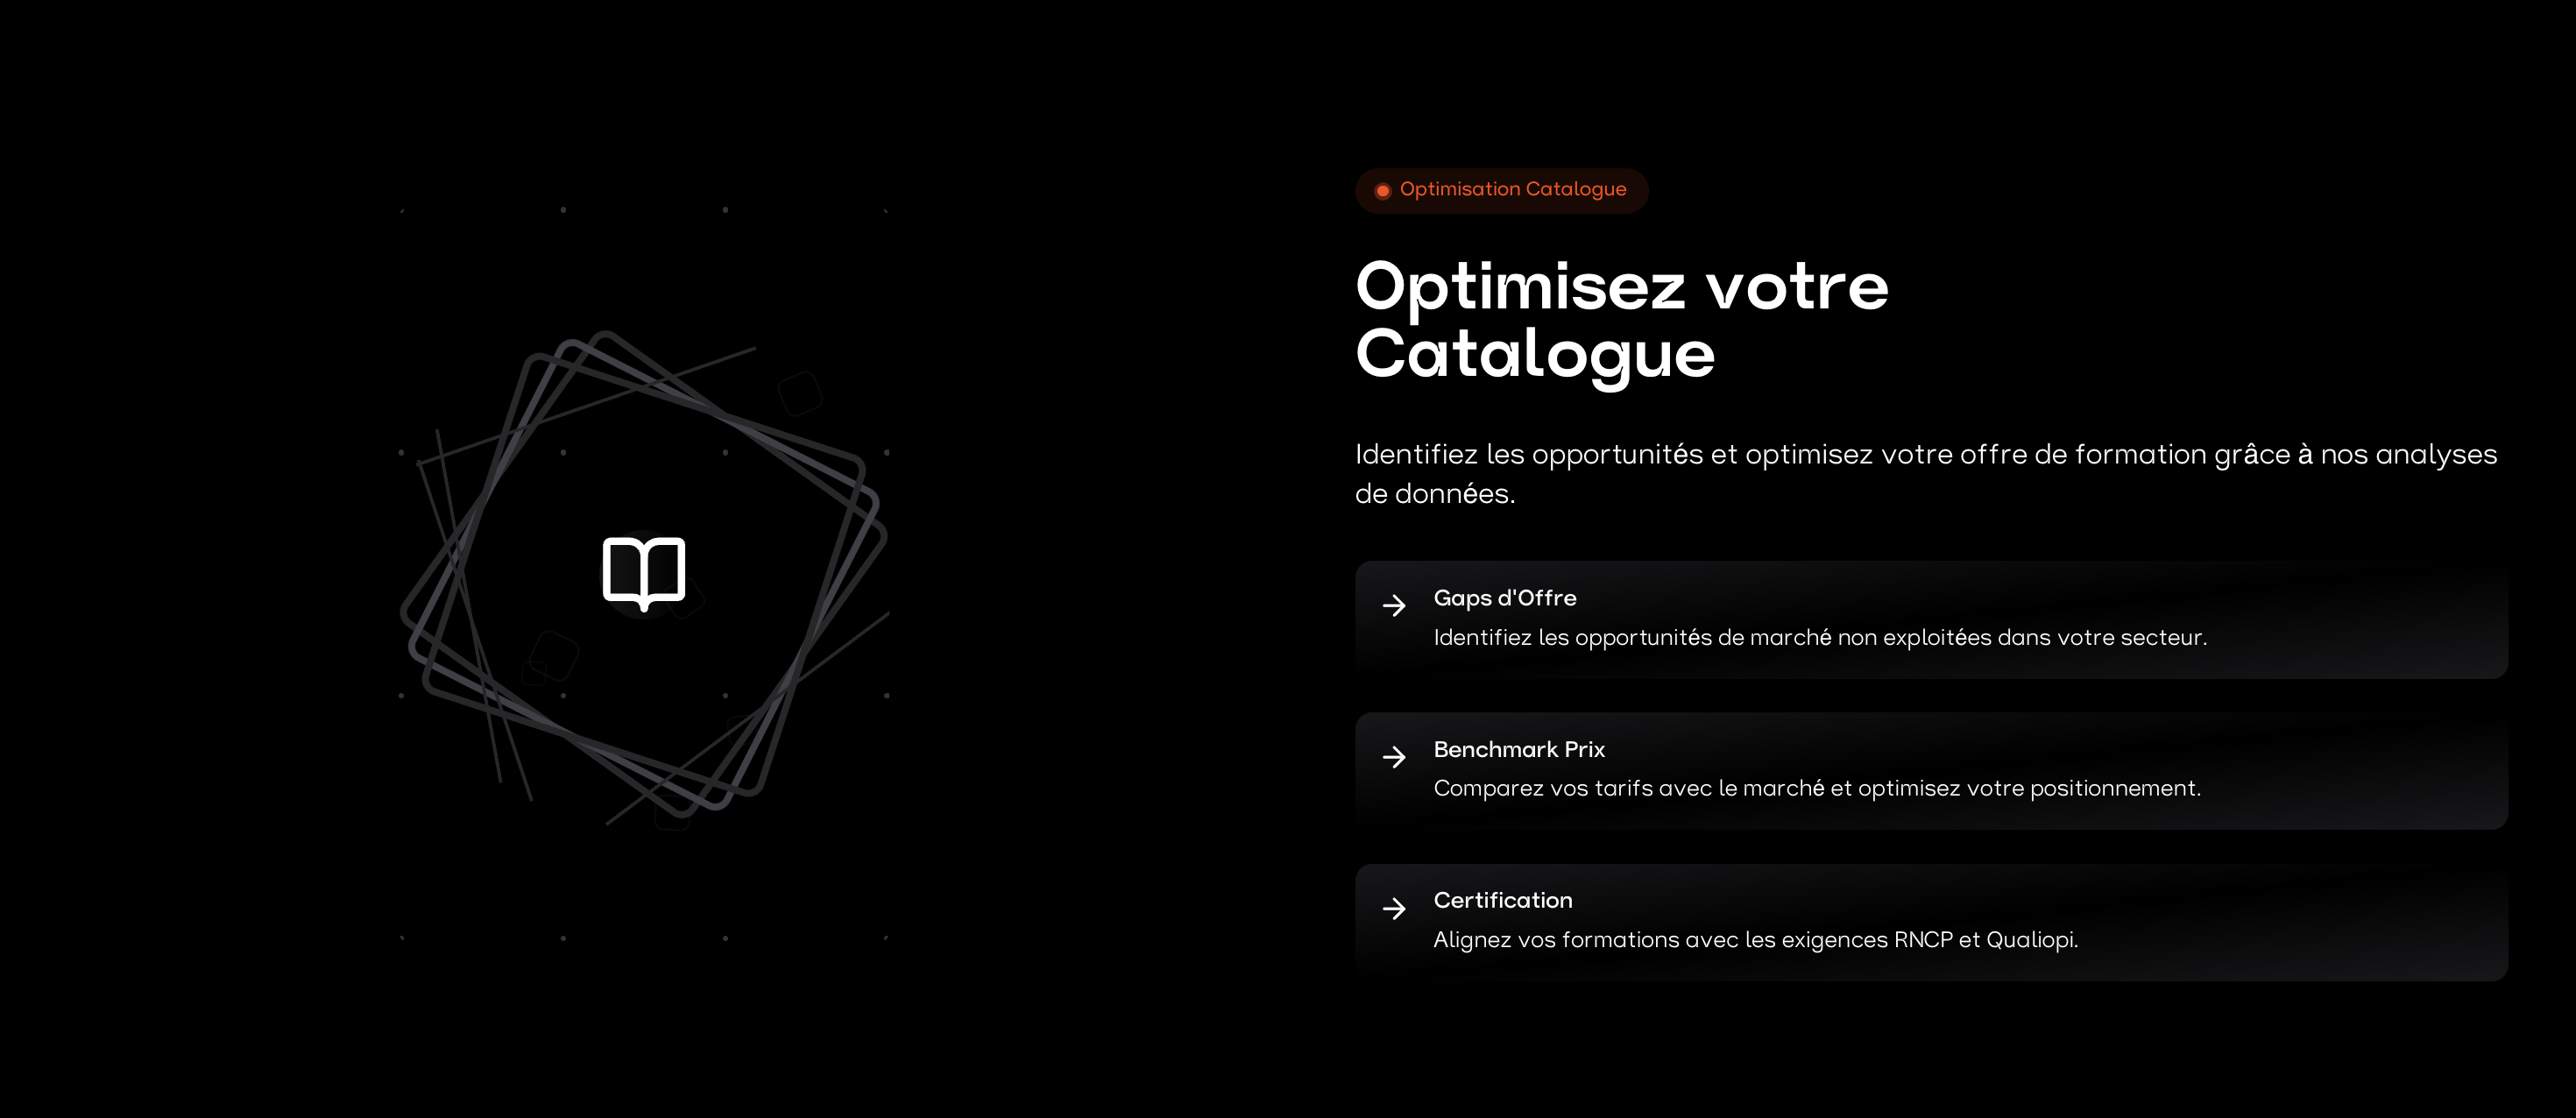 Optimisation Catalogue
Optimisez votre
Catalogue
Identifiez les opportunités et optimisez votre offre de formation grâce à nos analyses
de données.
Gaps d'Offre
Identifiez les opportunités de marché non exploitées dans votre secteur.
Benchmark Prix
Comparez vos tarifs avec le marché et optimisez votre positionnement.
Certification
Alignez vos formations avec les exigences RNCP et Qualiopi.